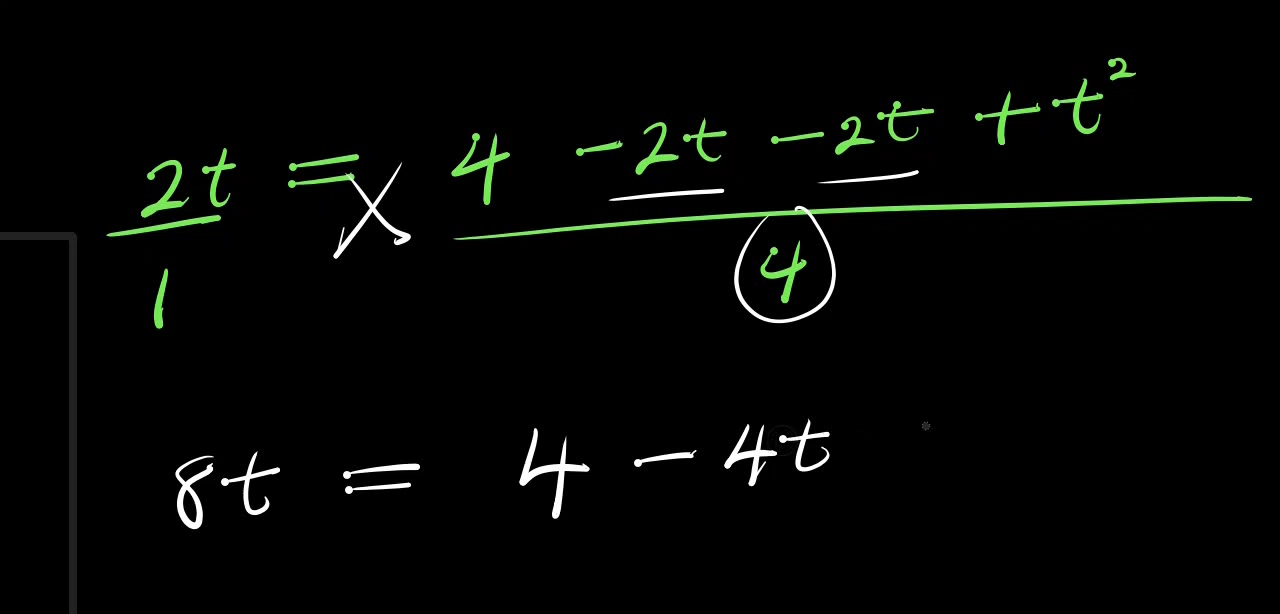 2t/1 = (4 - 2t - 2t + t²)/4
8t = 4 - 4t